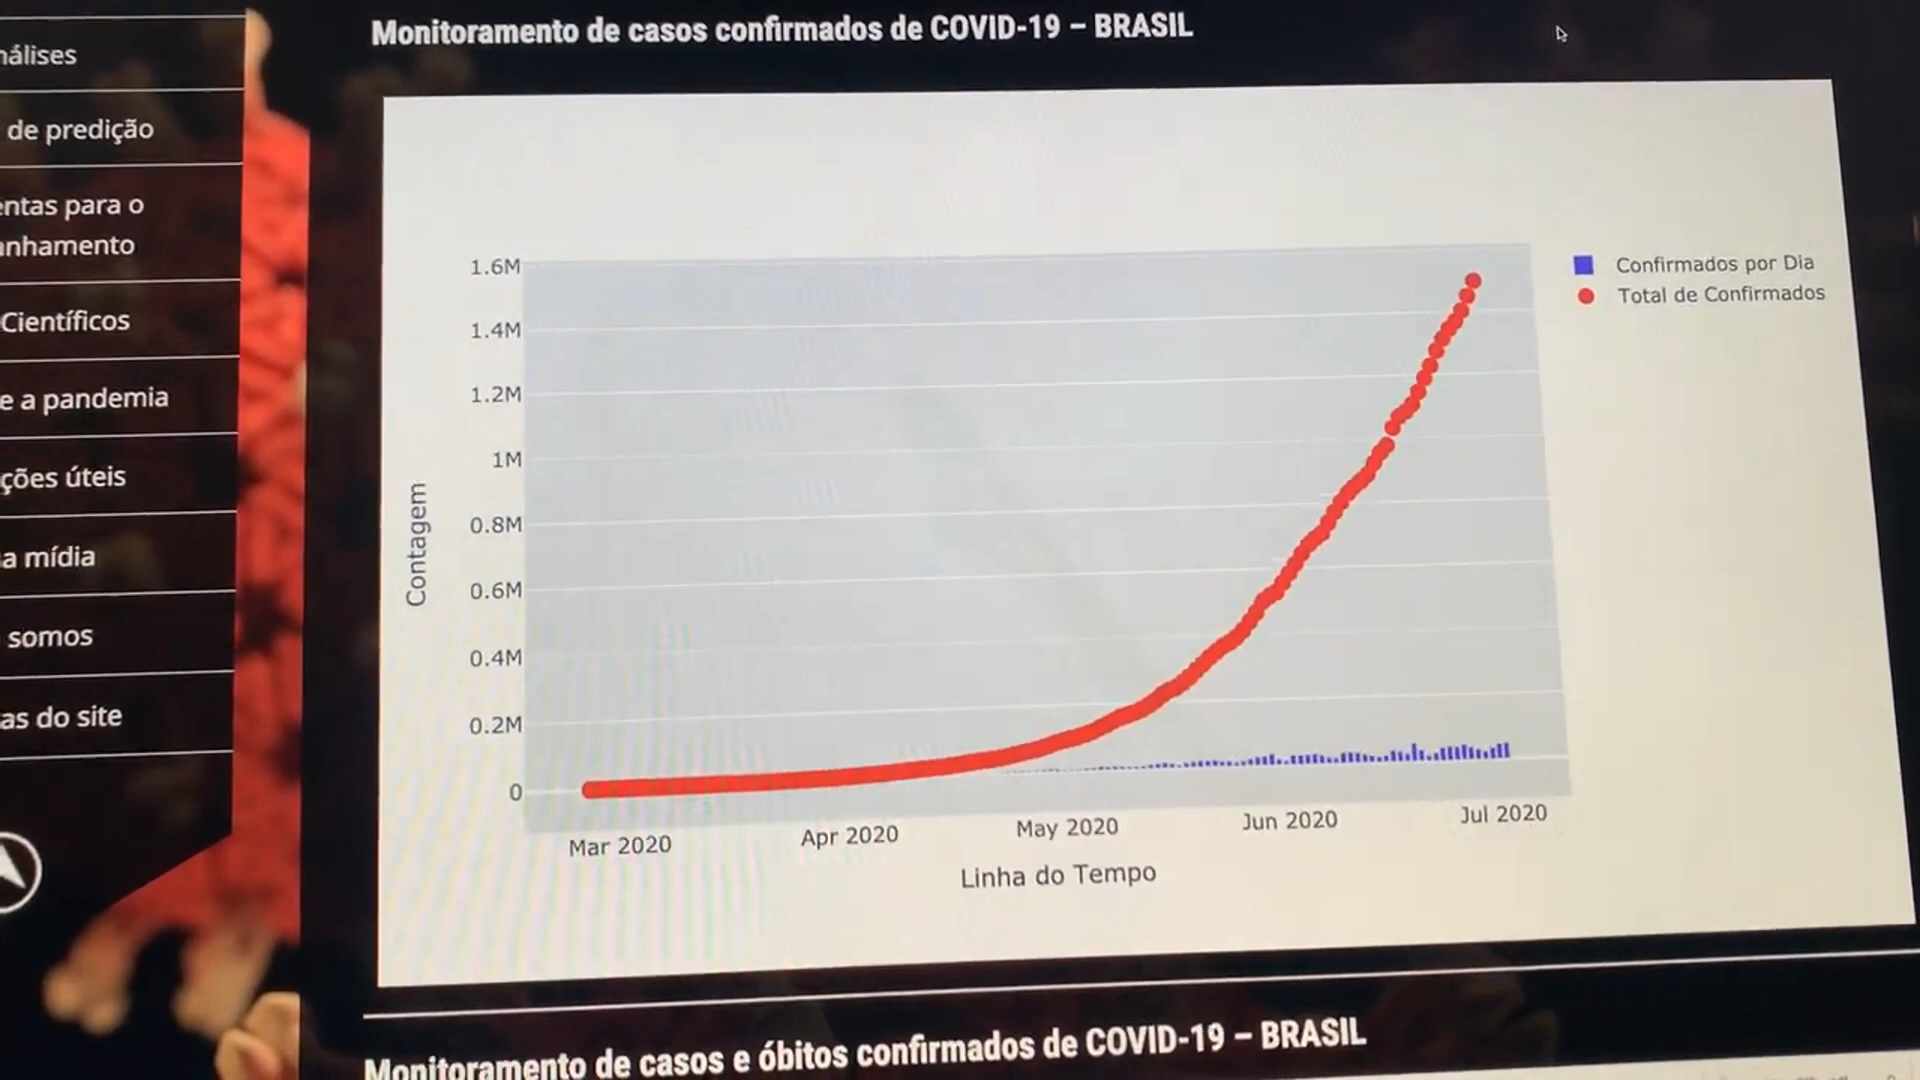 Monitoramento de casos confirmados de COVID-19 – BRASIL
nálises
de predição
entas para o
anhamento
Científicos
e a pandemia
ções úteis
a mídia
somos
as do site
1.6M
1.4M
1.2M
1M
0.8M
0.6M
0.4M
0.2M
0
Contagem
Mar 2020
Apr 2020
May 2020
Jun 2020
Jul 2020
Linha do Tempo
Confirmados por Dia
Total de Confirmados
Monitoramento de casos e óbitos confirmados de COVID-19 – BRASIL